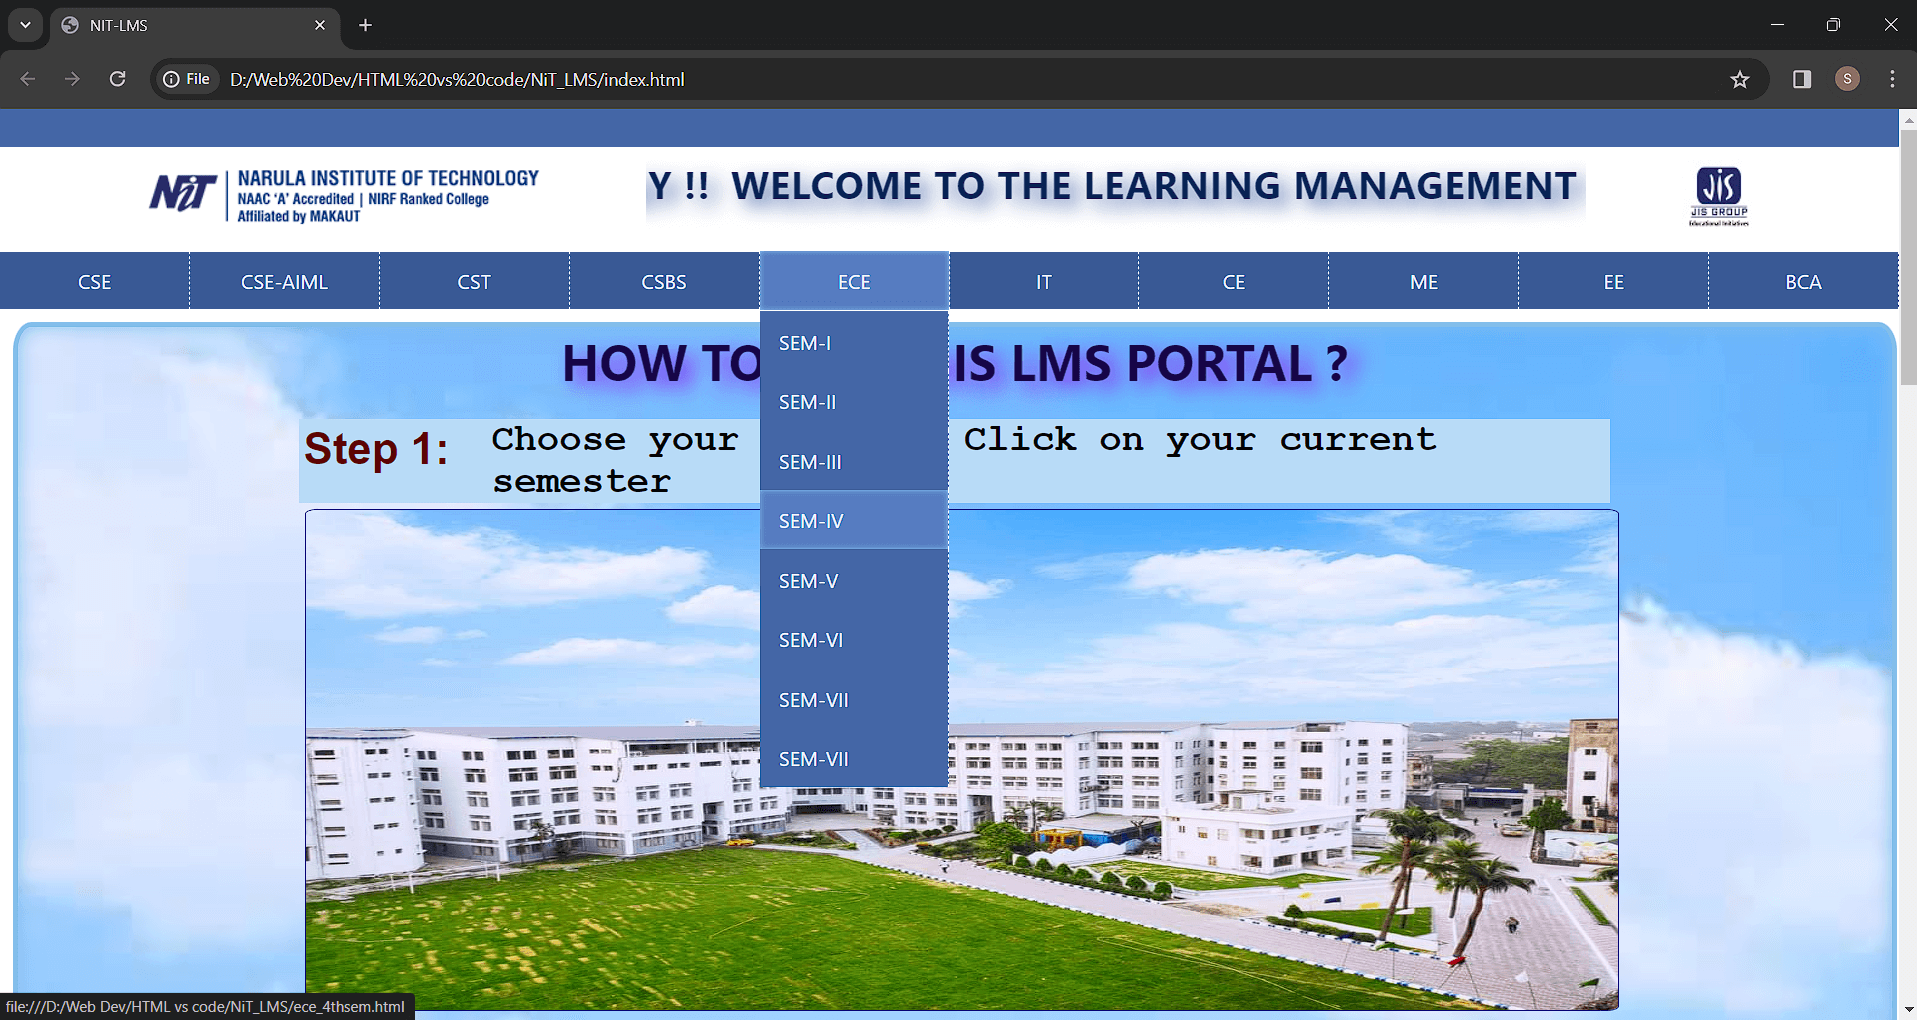 NIT-LMS
File
D:/Web%20Dev/HTML%20vs%20code/NiT_LMS/index.html
S
NiT
NARULA INSTITUTE OF TECHNOLOGY
NAAC 'A' Accredited | NIRF Ranked College
Affiliated by MAKAUT
Y !! WELCOME TO THE LEARNING MANAGEMENT
JIS
JIS GROUP
Educational Initiatives
CSE
CSE-AIML
CST
CSBS
ECE
IT
CE
ME
EE
BCA
SEM-I
SEM-II
SEM-III
SEM-IV
SEM-V
SEM-VI
SEM-VII
SEM-VII
HOW TO IS LMS PORTAL ?
Step 1:
Choose your Click on your current
semester
file:///D:/Web Dev/HTML vs code/NiT_LMS/ece_4thsem.html